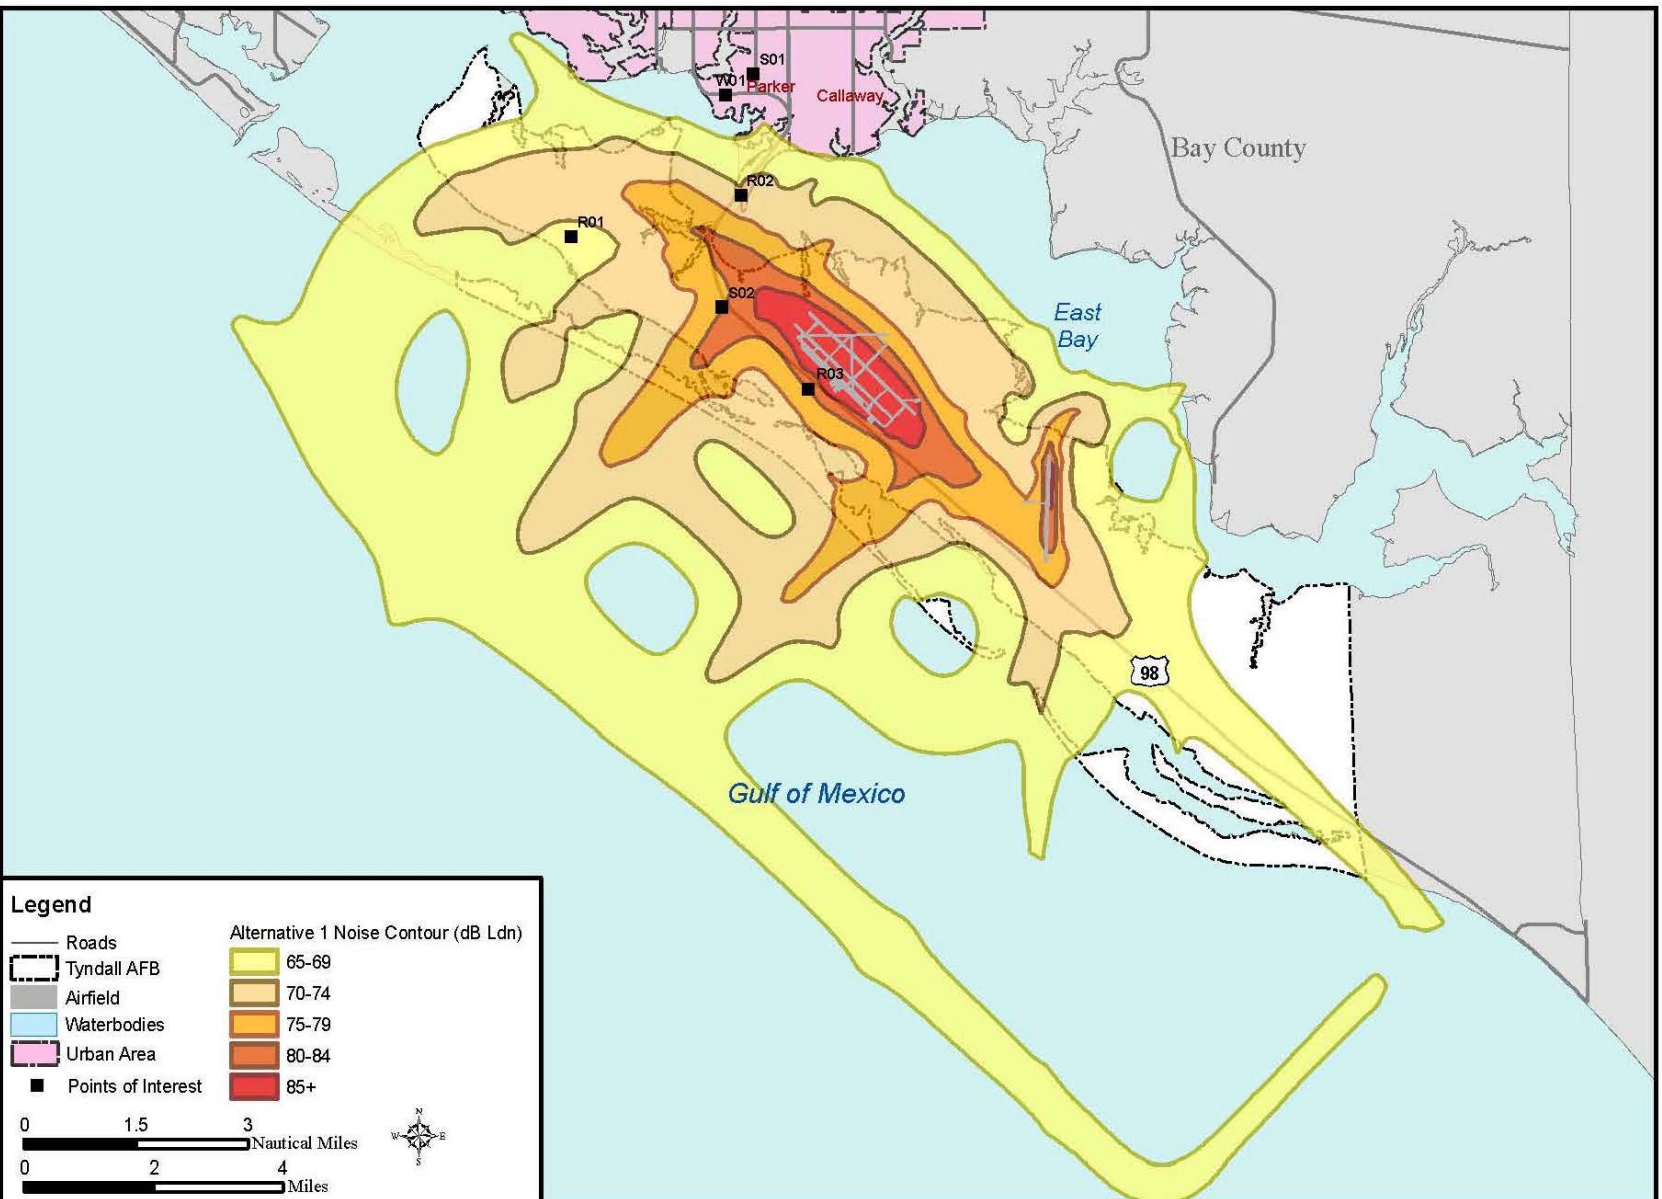 S01
W01
Parker
Callaway
Bay County
R02
R01
East
Bay
S02
R03
98
Gulf of Mexico
Legend
Roads
Tyndall AFB
Airfield
Waterbodies
Urban Area
Points of Interest
Alternative 1 Noise Contour (dB Ldn)
65-69
70-74
75-79
80-84
85+
0 1.5 3
Nautical Miles
0 2 4
Miles
N
W E
S